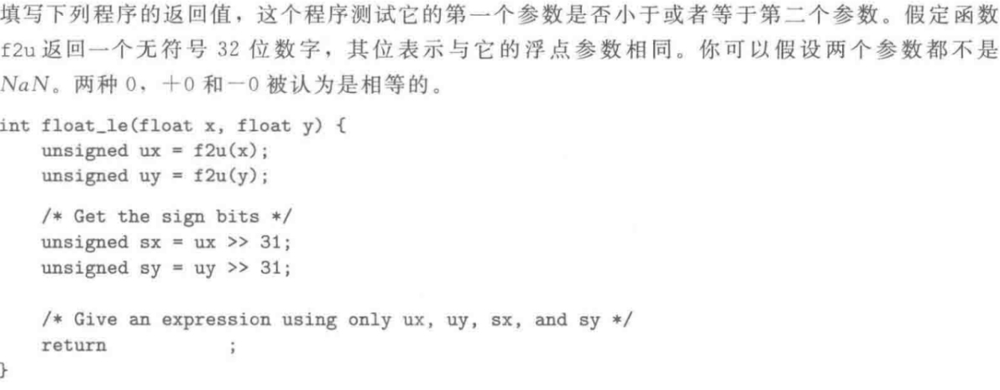 填写下列程序的返回值，这个程序测试它的第一个参数是否小于或者等于第二个参数。假定函数
f2u返回一个无符号 32 位数字，其位表示与它的浮点参数相同。你可以假设两个参数都不是
NaN。两种 0，＋0 和－0 被认为是相等的。
int float_le(float x, float y) {
    unsigned ux = f2u(x);
    unsigned uy = f2u(y);
    /* Get the sign bits */
    unsigned sx = ux >> 31;
    unsigned sy = uy >> 31;
    /* Give an expression using only ux, uy, sx, and sy */
    return            ;
}